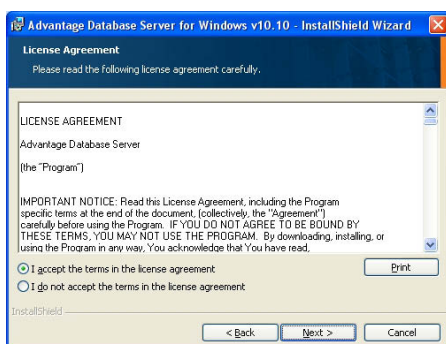 Advantage Database Server for Windows v10.10 - InstallShield Wizard
License Agreement
Please read the following license agreement carefully.
LICENSE AGREEMENT
Advantage Database Server
(the "Program")
IMPORTANT NOTICE: Read this License Agreement, including the Program
specific terms at the end of the document, (collectively, the "Agreement")
carefully before using the Program. IF YOU DO NOT AGREE TO BE BOUND BY
THESE TERMS, YOU MAY NOT USE THE PROGRAM. By downloading, installing, or
using the Program in any way, You acknowledge that You have read,
I accept the terms in the license agreement
Print
I do not accept the terms in the license agreement
InstallShield
< Back
Next >
Cancel